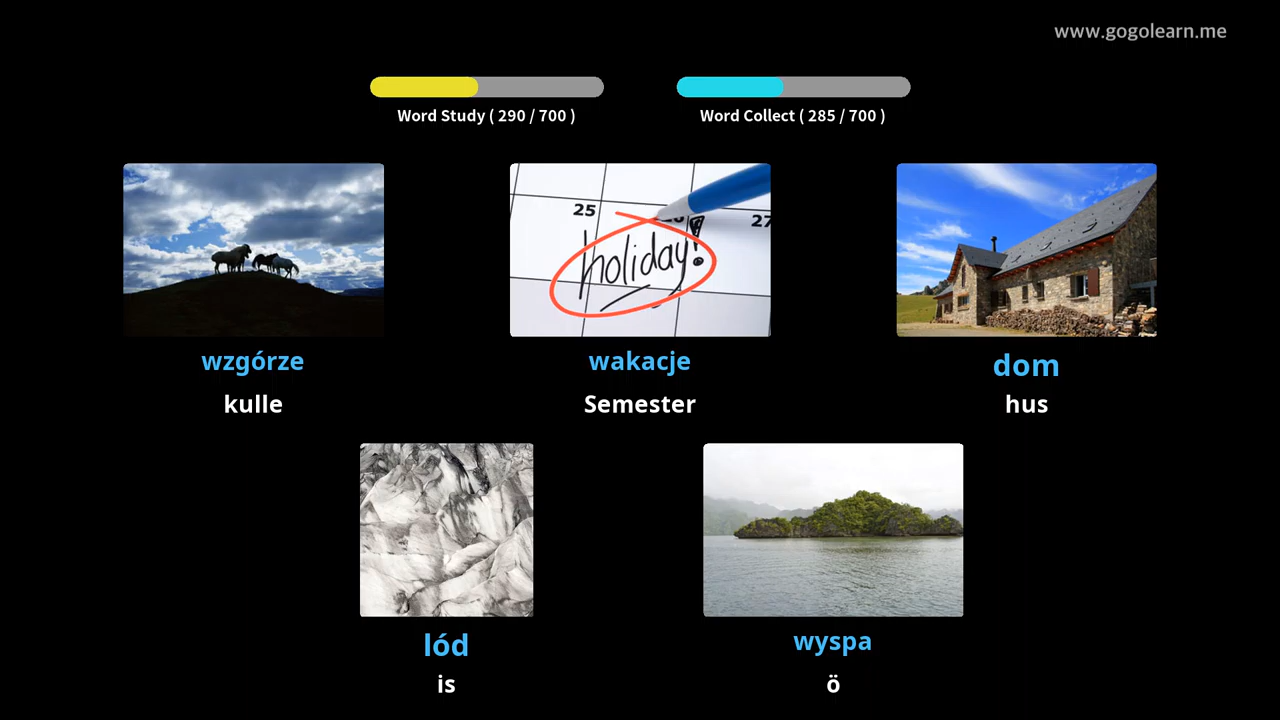 www.gogolearn.me
Word Study ( 290 / 700 )
Word Collect ( 285 / 700 )
25
27
holiday!
wzgórze
wakacje
dom
kulle
Semester
hus
lód
wyspa
is
ö